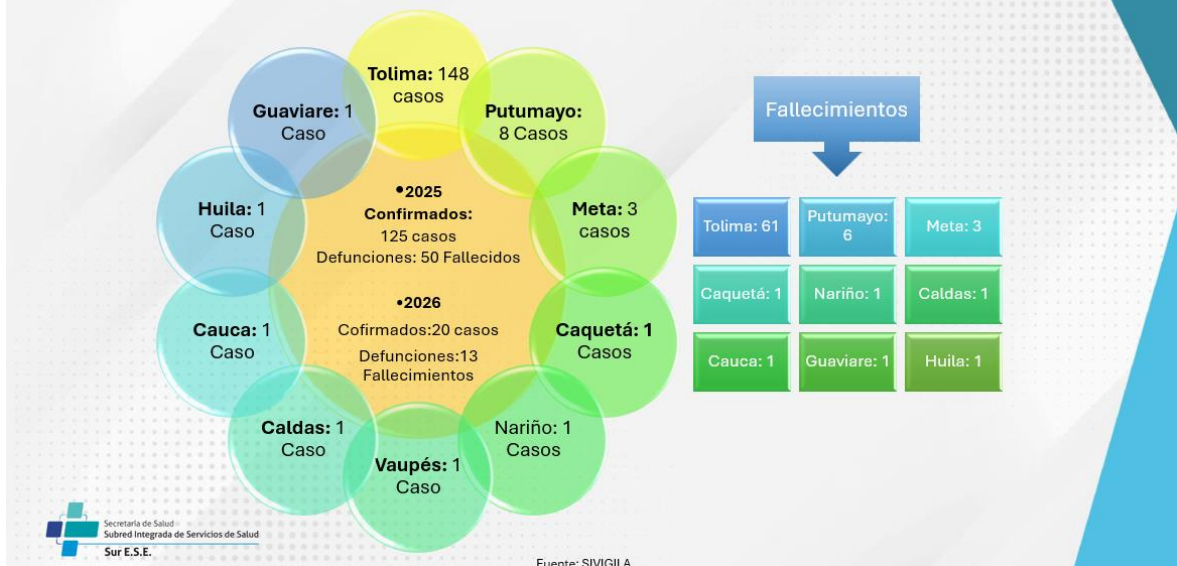 Tolima: 148
casos
Putumayo:
8 Casos
Meta: 3
casos
Caquetá: 1
Casos
Nariño: 1
Casos
Vaupés: 1
Caso
Caldas: 1
Caso
Cauca: 1
Caso
Huila: 1
Caso
Guaviare: 1
Caso
•2025
Confirmados:
125 casos
Defunciones: 50 Fallecidos
•2026
Cofirmados:20 casos
Defunciones:13
Fallecimientos
Fallecimientos
Tolima: 61
Putumayo:
6
Meta: 3
Caquetá: 1
Nariño: 1
Caldas: 1
Cauca: 1
Guaviare: 1
Huila: 1
Secretaría de Salud
Subred Integrada de Servicios de Salud
Sur E.S.E.
Fuente: SIVIGILA